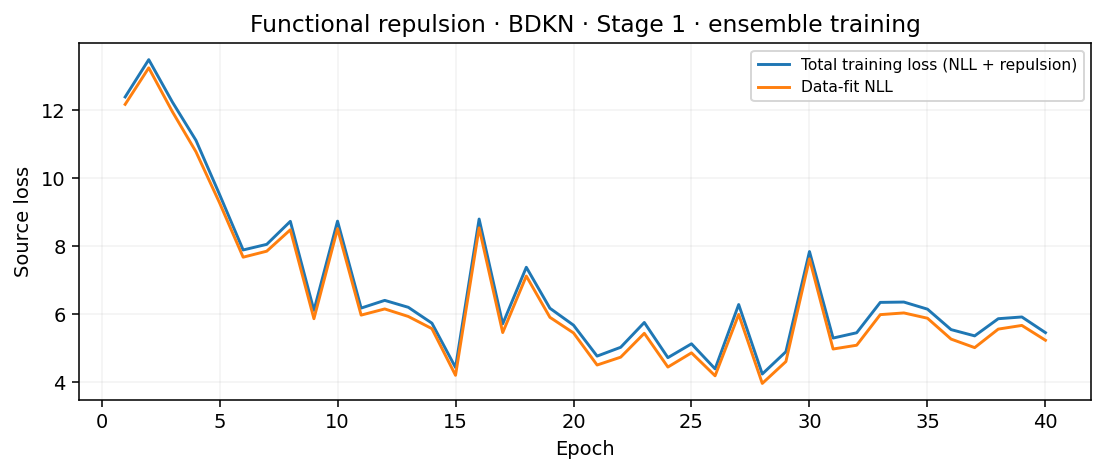 Functional repulsion · BDKN · Stage 1 · ensemble training
Total training loss (NLL + repulsion)
Data-fit NLL
Source loss
12
10
8
6
4
0 5 10 15 20 25 30 35 40
Epoch